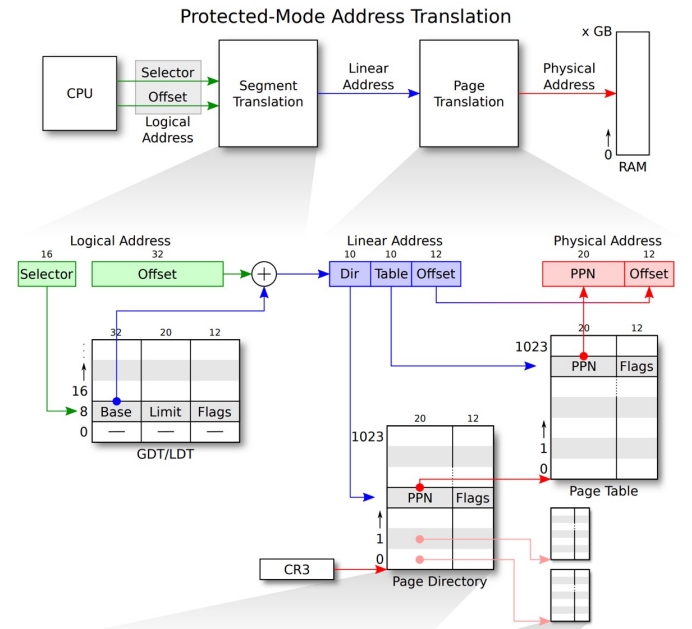 Protected-Mode Address Translation
x GB
CPU
Selector
Offset
Logical
Address
Segment
Translation
Linear
Address
Page
Translation
Physical
Address
0
RAM
Logical Address
16
32
Selector
Offset
+
Linear Address
10
10
12
Dir
Table
Offset
Physical Address
20
12
PPN
Offset
32
20
12
16
8
Base
Limit
Flags
0
— — —
GDT/LDT
20
12
1023
PPN
Flags
1
0
Page Table
20
12
1023
PPN
Flags
1
0
CR3
Page Directory